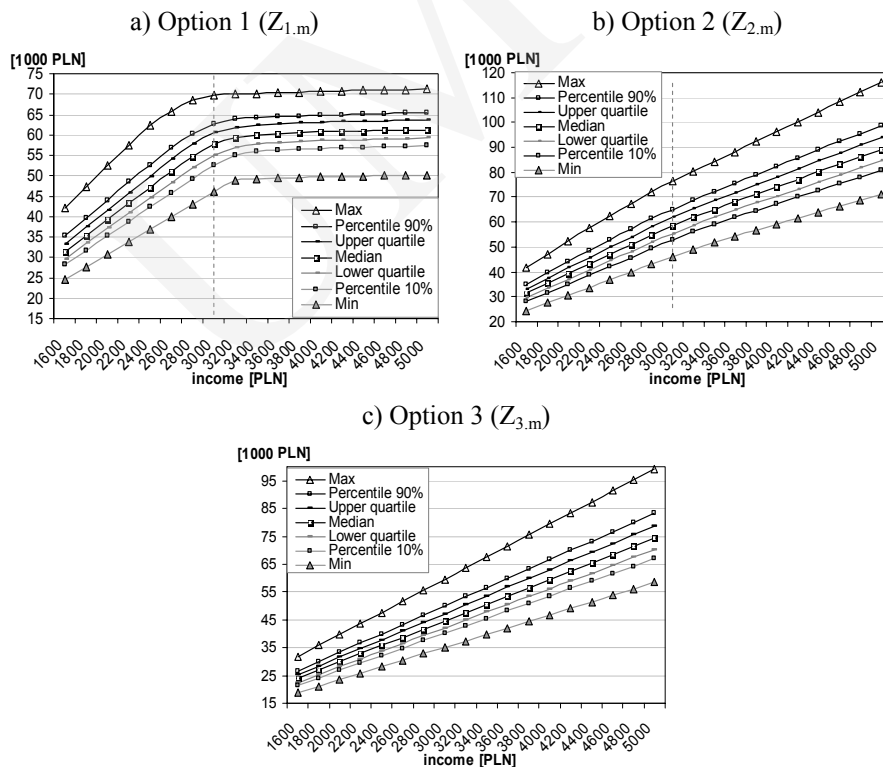 a) Option 1 (Z1.m)
[1000 PLN]
75
70
65
60
55
50
45
40
35
30
25
20
15
Max
Percentile 90%
Upper quartile
Median
Lower quartile
Percentile 10%
Min
1600 1800 2000 2200 2400 2600 2800 3000 3200 3400 3600 3800 4000 4200 4400 4600 4800 5000
income [PLN]
b) Option 2 (Z2.m)
[1000 PLN]
120
110
100
90
80
70
60
50
40
30
20
Max
Percentile 90%
Upper quartile
Median
Lower quartile
Percentile 10%
Min
1600 1800 2000 2200 2400 2600 2800 3000 3200 3400 3600 3800 4000 4200 4400 4600 4800 5000
income [PLN]
c) Option 3 (Z3.m)
[1000 PLN]
95
85
75
65
55
45
35
25
15
Max
Percentile 90%
Upper quartile
Median
Lower quartile
Percentile 10%
Min
1600 1800 2000 2200 2400 2600 2800 3000 3200 3400 3600 3800 4000 4200 4400 4600 4800 5000
income [PLN]